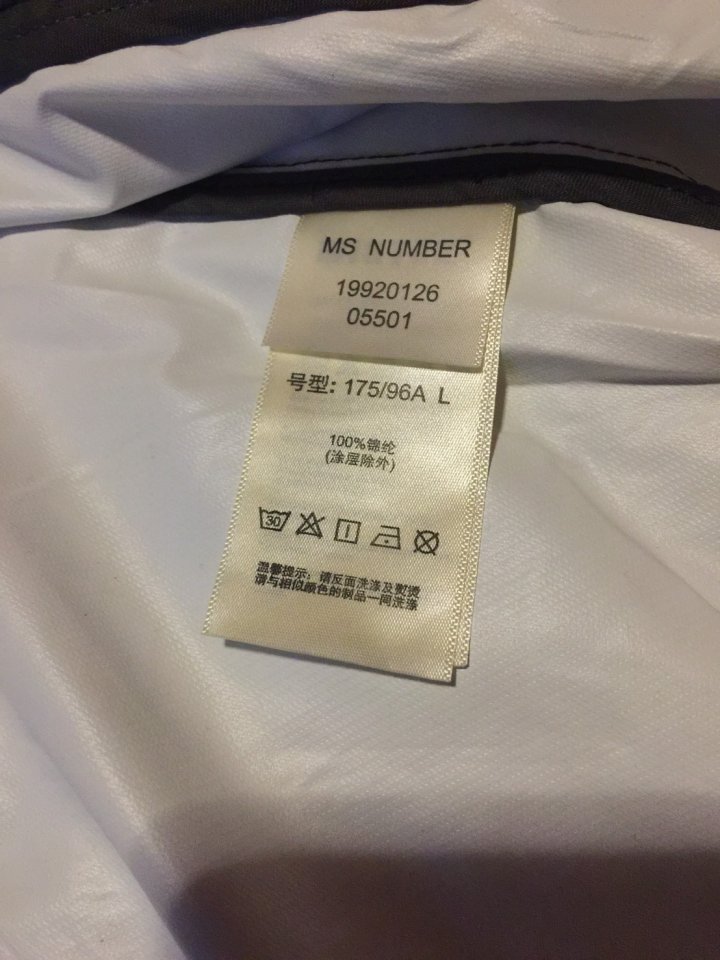 MS NUMBER
19920126
05501
号型: 175/96A L
100%锦纶
(涂层除外)
30
温馨提示: 请反面洗涤及熨烫
请与相似颜色的制品一同洗涤